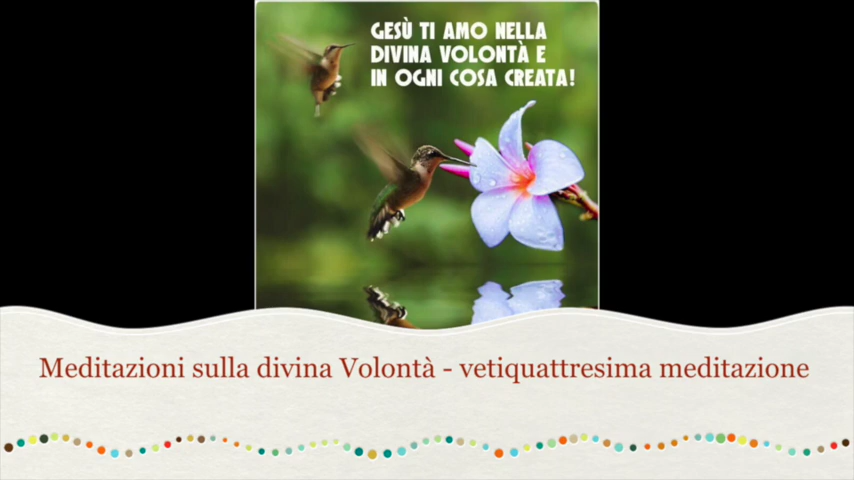 GESÙ TI AMO NELLA
DIVINA VOLONTÀ E
IN OGNI COSA CREATA!
Meditazioni sulla divina Volontà - vetiquattresima meditazione